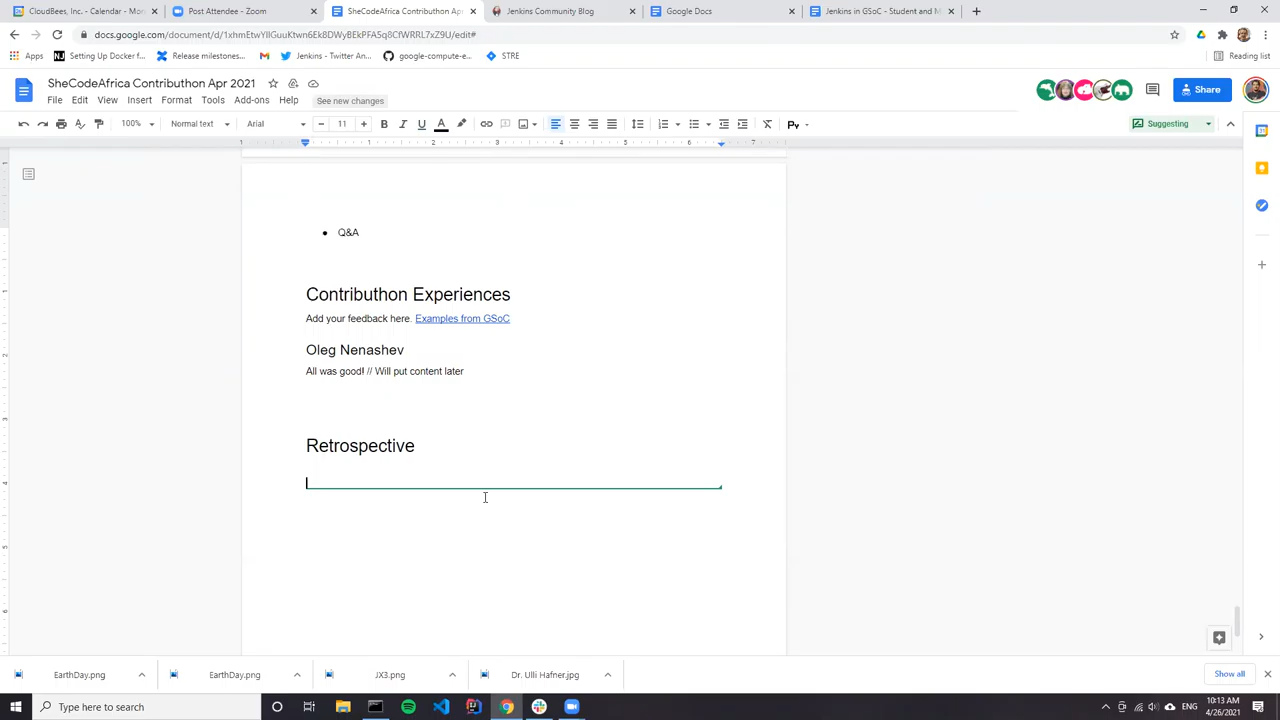 CloudBees, Inc. - Calendar - Mon
Post Attendee - Zoom
SheCodeAfrica Contributhon Apr
Jenkins Community Blog
Google Docs
Jenkins in GSoC - Student and M
docs.google.com/document/d/1xhmEtwYllGuuKtwn6Ek8DWyBEkPFA5q8CfWRRL7xZ9U/edit#
Apps
Setting Up Docker f...
Release milestones...
Jenkins - Twitter An...
google-compute-e...
STRE
Reading list
SheCodeAfrica Contributhon Apr 2021
File Edit View Insert Format Tools Add-ons Help See new changes
Share
100% Normal text Arial 11
Suggesting
• Q&A
Contributhon Experiences
Add your feedback here. Examples from GSoC
Oleg Nenashev
All was good! // Will put content later
Retrospective
EarthDay.png
EarthDay.png
JX3.png
Dr. Ulli Hafner.jpg
Show all
Type here to search
ENG
10:13 AM
4/26/2021